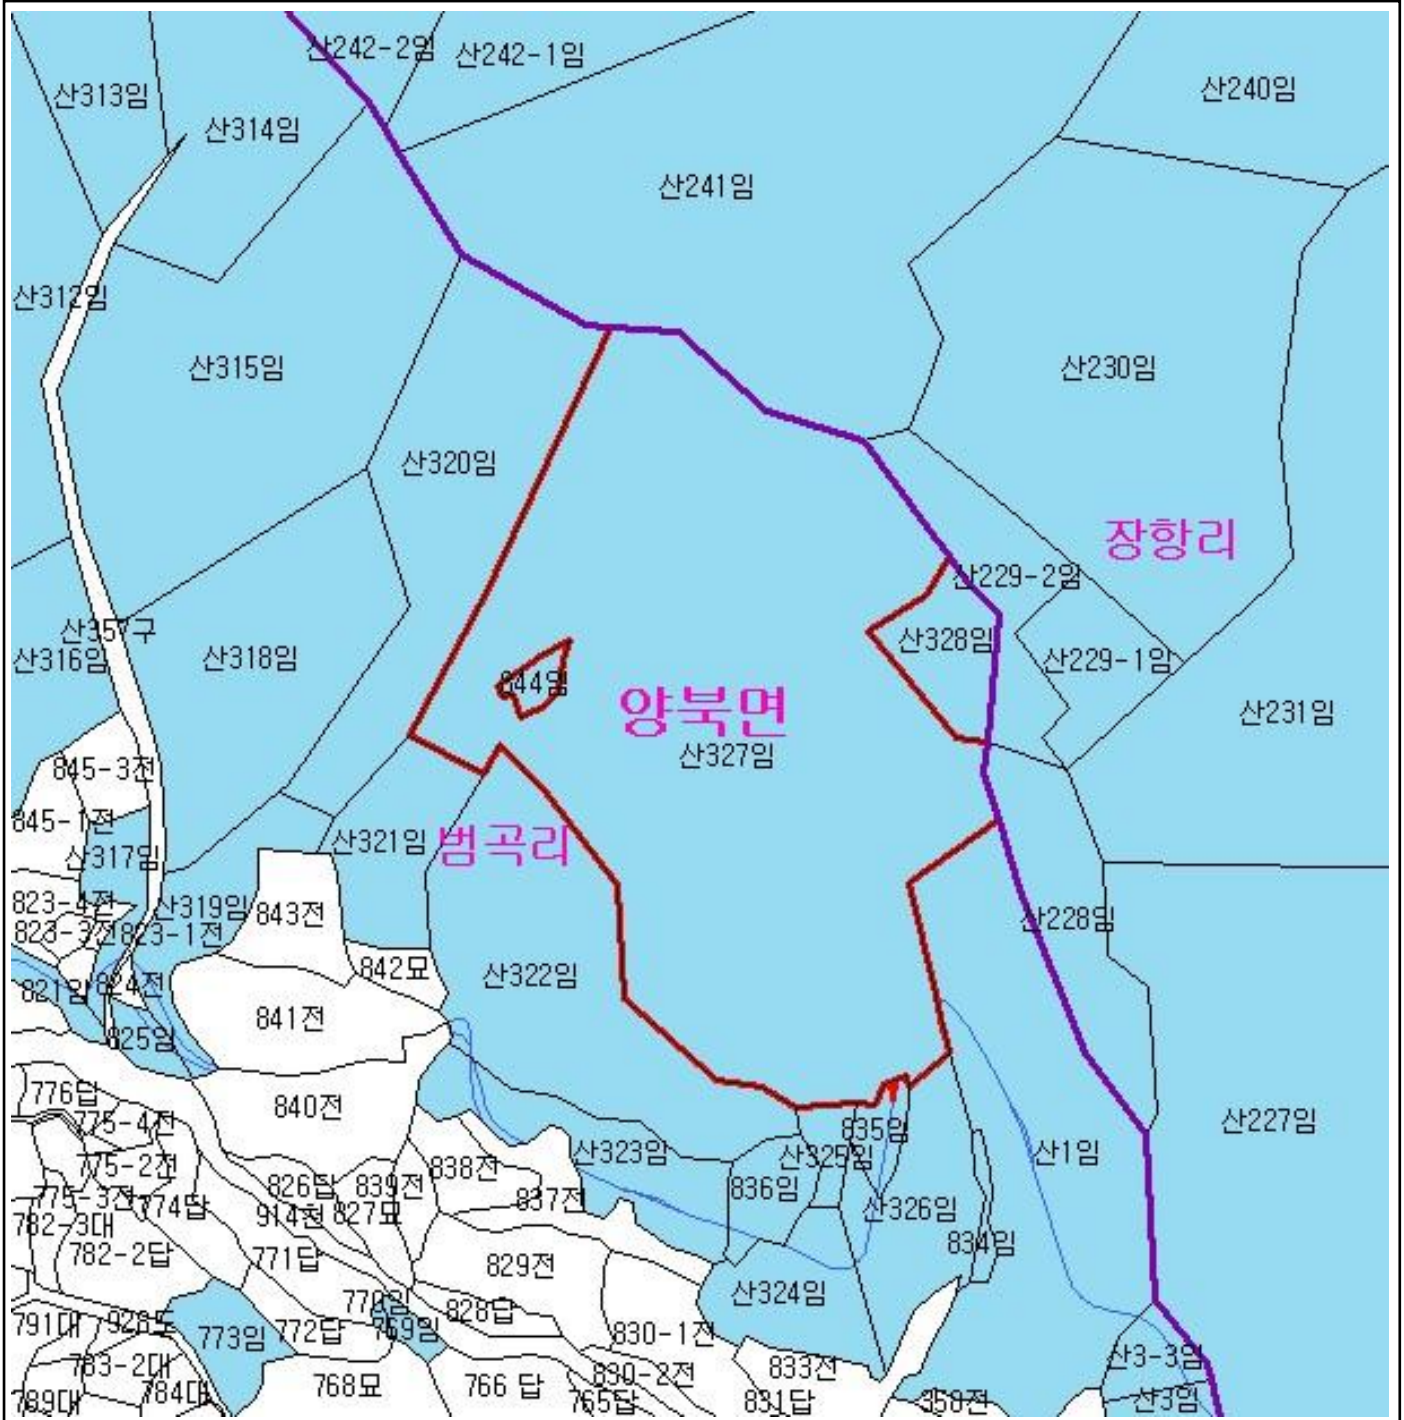 산242-2임
산242-1임
산313임
산314임
산240임
산241임
산312임
산315임
산230임
산320임
장항리
산229-2임
산357구
산316임
산318임
산328임
산229-1임
844임
양북면
산231임
산327임
845-3전
845-1전
산317임
산321임
범곡리
823-4전
산319임
843전
823-3전
823-1전
산228임
842묘
산322임
821임
824전
841전
825임
776답
840전
775-4전
835임
산227임
775-2전
산323임
산325임
산1임
838전
826답
839전
836임
775-3전
774답
837전
782-3대
914천
827묘
산326임
782-2답
771답
834임
829전
770임
산324임
791대
928도
773임
772답
769임
828답
830-1전
783-2대
833전
산3-3임
789대
784대
768묘
766 답
830-2전
765답
831답
358전
산3임